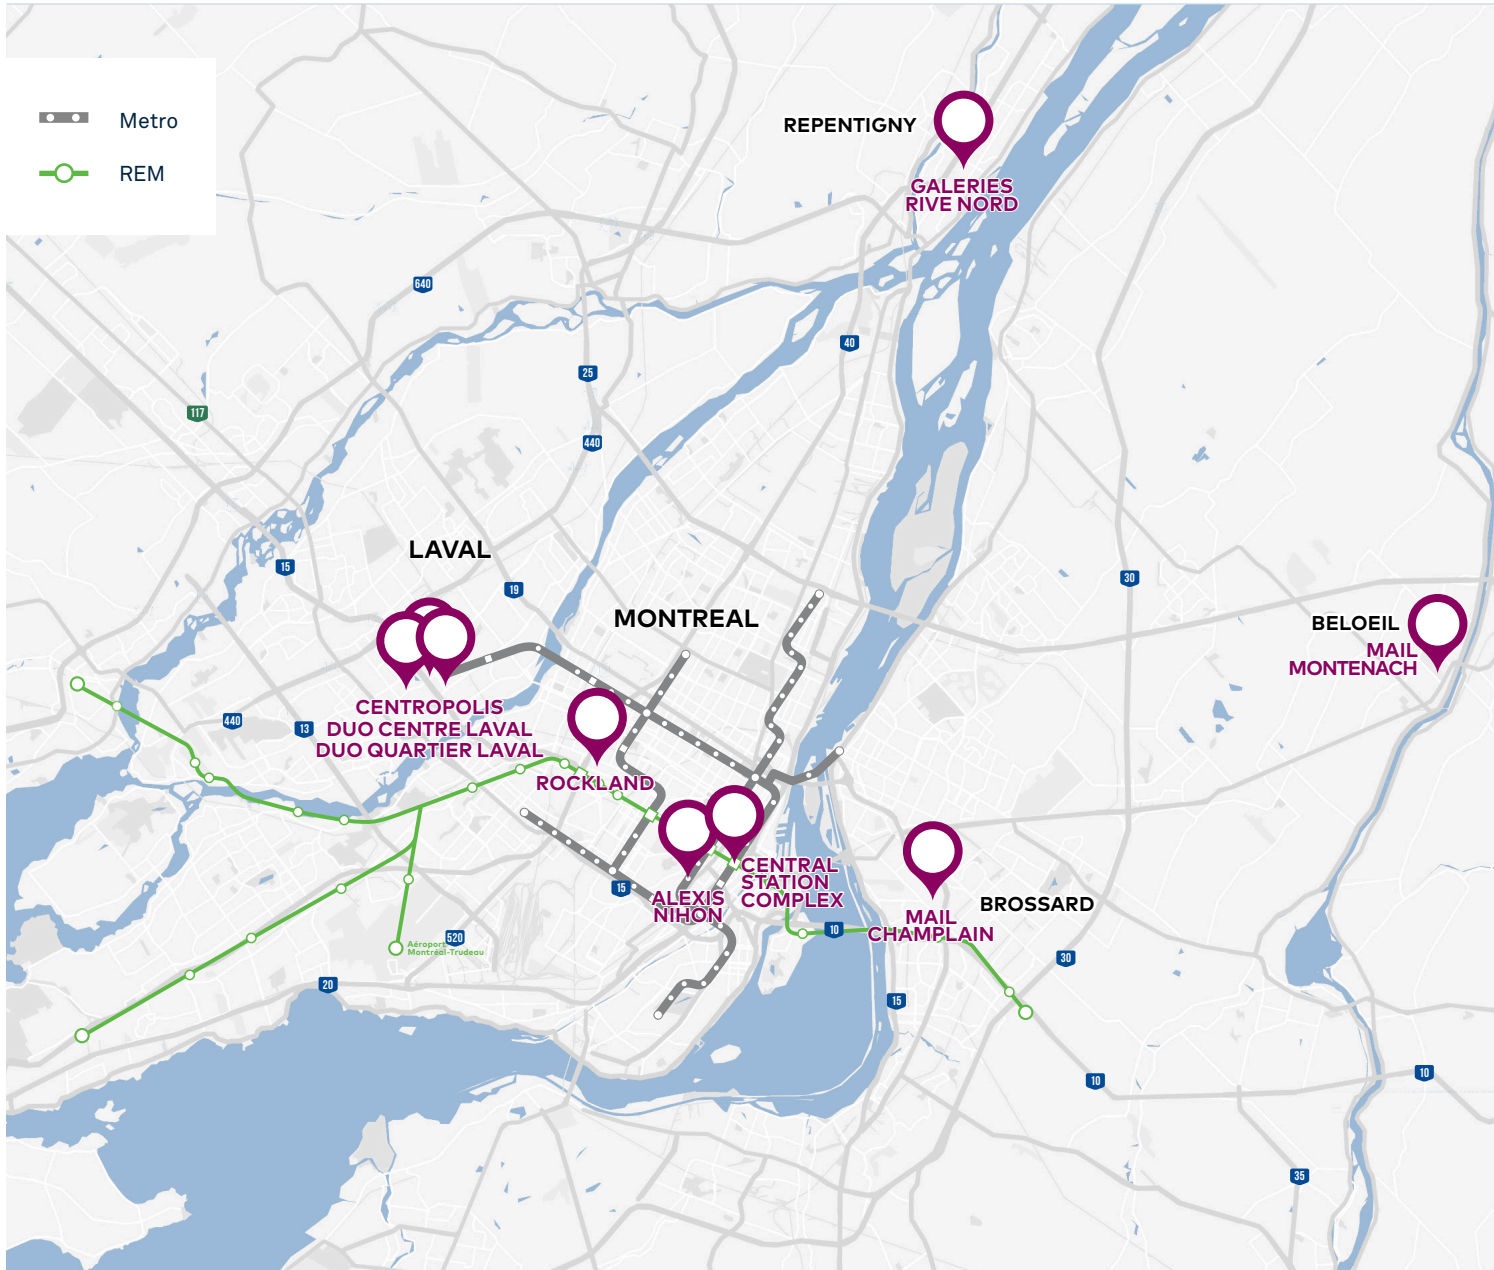 Metro
REM
REPENTIGNY
GALERIES
RIVE NORD
640
40
25
117
440
LAVAL
15
19
30
MONTREAL
BELOEIL
MAIL
MONTENACH
CENTROPOLIS
DUO CENTRE LAVAL
DUO QUARTIER LAVAL
440
13
ROCKLAND
CENTRAL
STATION
COMPLEX
15
ALEXIS
NIHON
MAIL
CHAMPLAIN
BROSSARD
10
520
Aéroport
Montréal-Trudeau
30
20
15
10
10
35